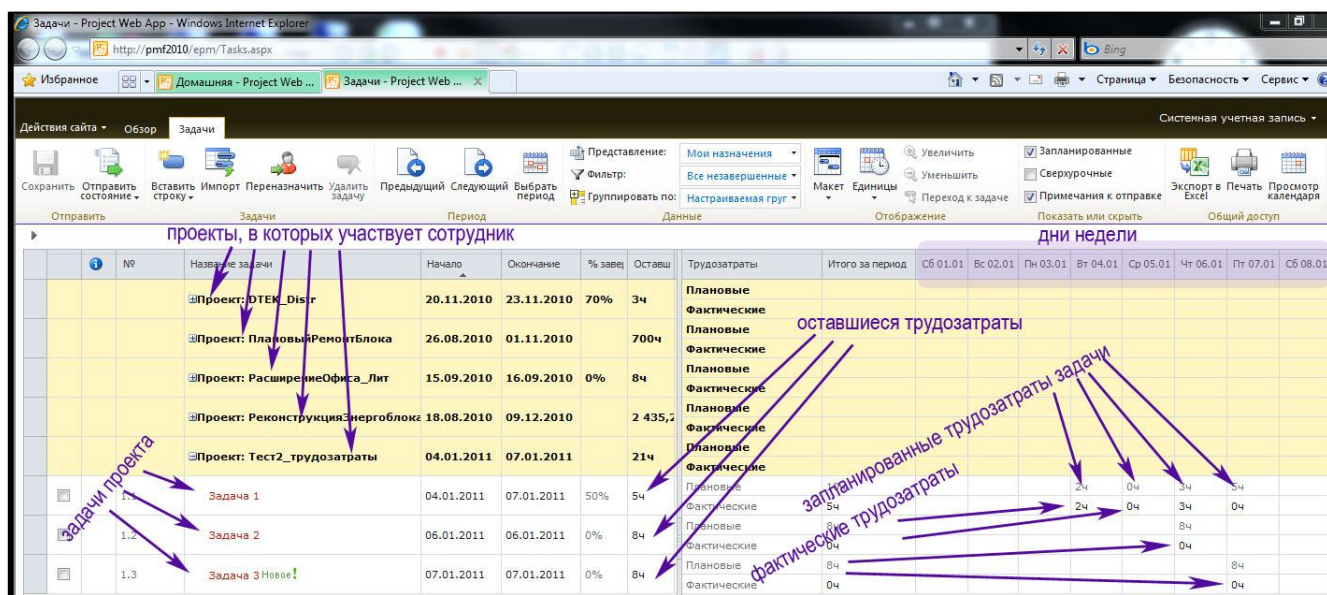 Задачи - Project Web App - Windows Internet Explorer
http://pmf2010/epm/Tasks.aspx
Bing
Избранное
Домашняя - Project Web ...
Задачи - Project Web ...
Страница
Безопасность
Сервис
Системная учетная запись
Действия сайта
Обзор
Задачи
Сохранить
Отправить состояние
Вставить строку
Импорт
Переназначить
Удалить задачу
Предыдущий
Следующий
Выбрать период
Представление: Мои назначения
Фильтр: Все незавершенные
Группировать по: Настраиваемая груг
Макет
Единицы
Увеличить
Уменьшить
Переход к задаче
Запланированные
Сверхурочные
Примечания к отправке
Экспорт в Excel
Печать
Просмотр календаря
Отправить
Задачи
Период
Данные
Отображение
Показать или скрыть
Общий доступ
проекты, в которых участвует сотрудник
дни недели
№ Название задачи Начало Окончание % завер Оставш Трудозатраты Итого за период Сб 01.01 Вс 02.01 Пн 03.01 Вт 04.01 Ср 05.01 Чт 06.01 Пт 07.01 Сб 08.01
Проект: DTEK_Distr 20.11.2010 23.11.2010 70% 3ч Плановые
Фактические
оставшиеся трудозатраты
Проект: ПлановыйРемонтБлока 26.08.2010 01.11.2010 700ч Плановые
Фактические
Проект: РасширениеОфиса_Лит 15.09.2010 16.09.2010 0% 8ч Плановые
Фактические
Проект: РеконструкцияЭнергоблока 18.08.2010 09.12.2010 2 435,2 Плановые
Фактические
Проект: Тест2_трудозатраты 04.01.2011 07.01.2011 21ч Плановые
Фактические
запланированные трудозатраты задачи
фактические трудозатраты
задачи проекта
1.1 Задача 1 04.01.2011 07.01.2011 50% 5ч Плановые 2ч 0ч 3ч 5ч
Фактические 5ч 2ч 0ч 3ч 0ч
1.2 Задача 2 06.01.2011 06.01.2011 0% 8ч Плановые 8ч 8ч
Фактические 0ч 0ч
1.3 Задача 3 Новое! 07.01.2011 07.01.2011 0% 8ч Плановые 8ч 8ч
Фактические 0ч 0ч